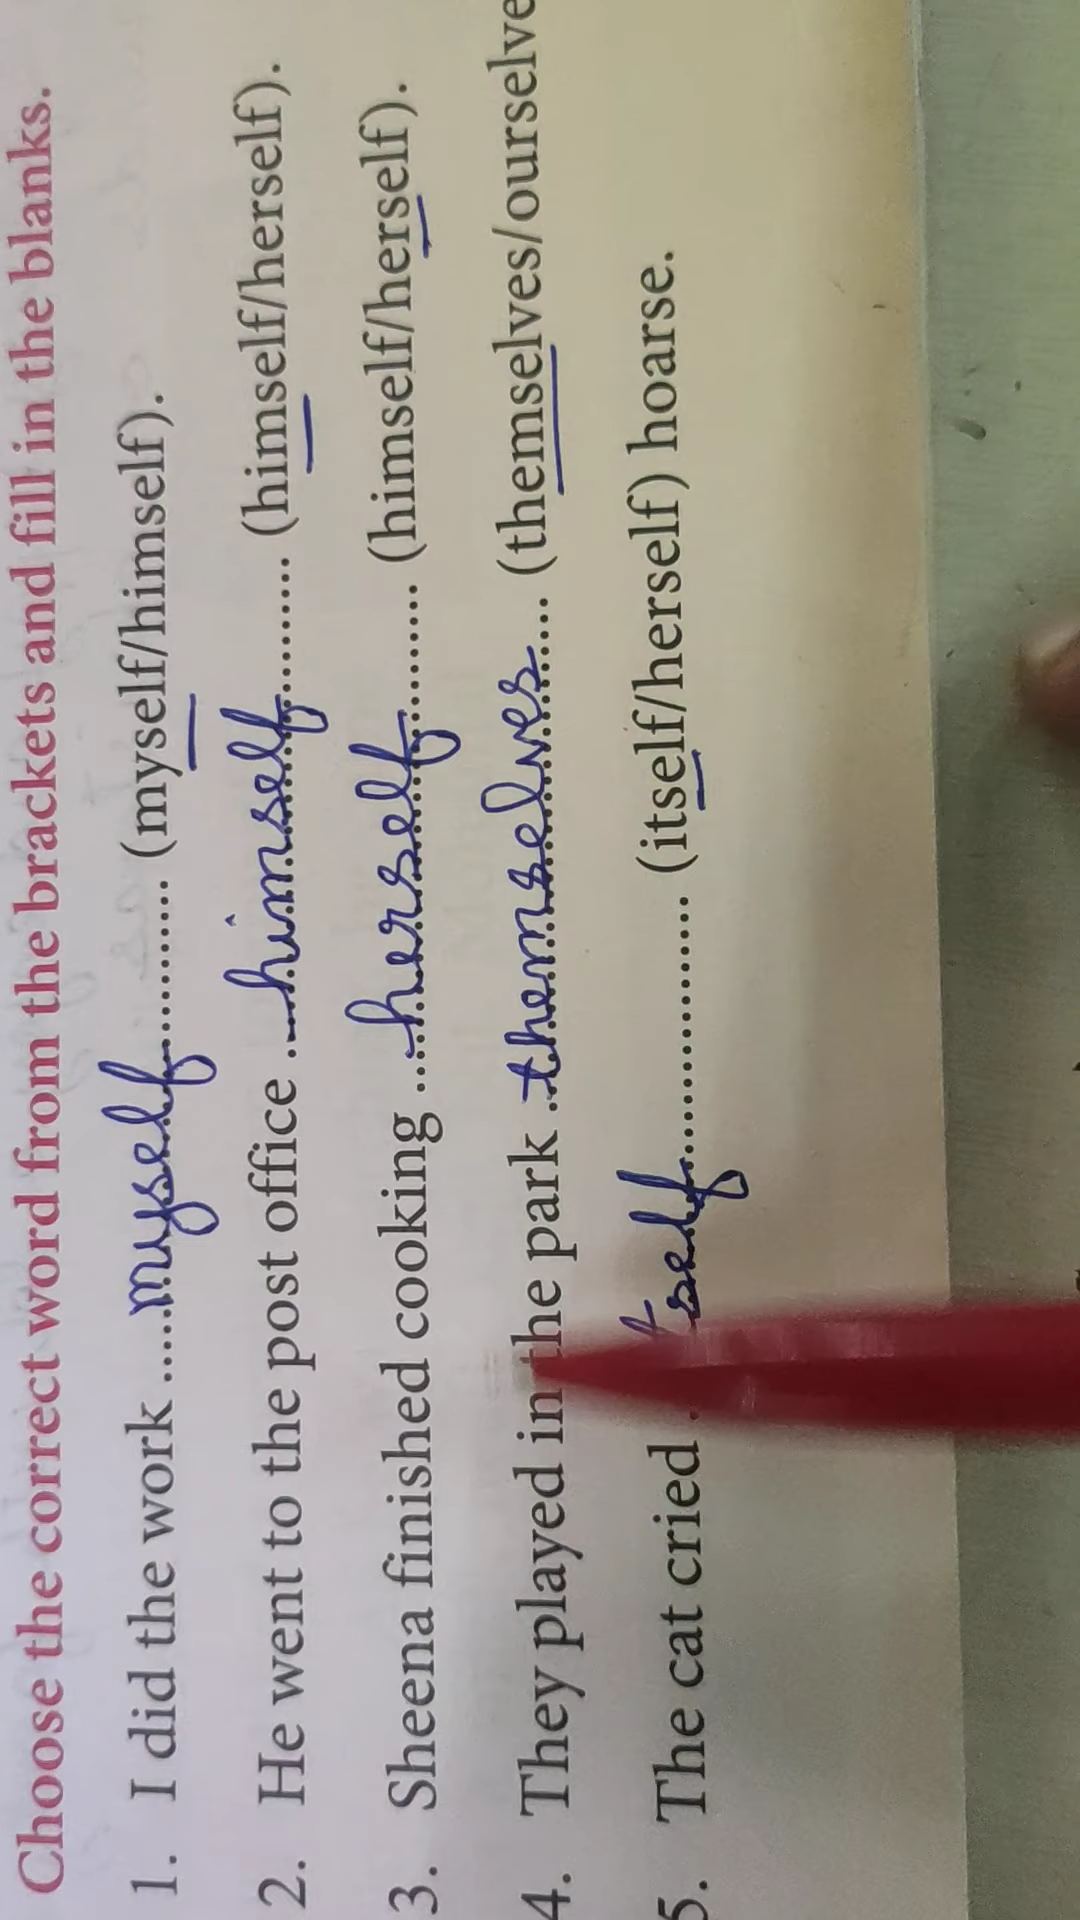 Choose the correct word from the brackets and fill in the blanks.
1. I did the work ......myself............ (myself/himself).
2. He went to the post office ...himself.......... (himself/herself).
3. Sheena finished cooking ......herself........... (himself/herself).
4. They played in the park ..themselves..... (themselves/ourselve
5. The cat cried .tself.................. (itself/herself) hoarse.